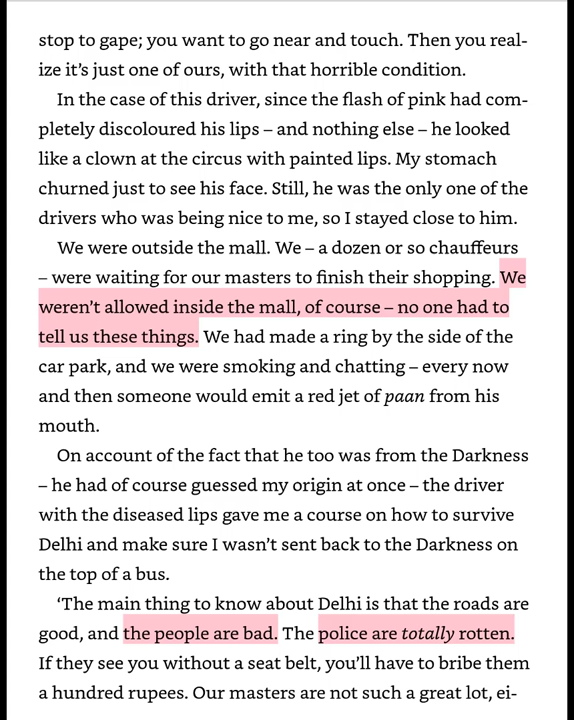 stop to gape; you want to go near and touch. Then you real-
ize it’s just one of ours, with that horrible condition.
In the case of this driver, since the flash of pink had com-
pletely discoloured his lips – and nothing else – he looked
like a clown at the circus with painted lips. My stomach
churned just to see his face. Still, he was the only one of the
drivers who was being nice to me, so I stayed close to him.
We were outside the mall. We – a dozen or so chauffeurs
– were waiting for our masters to finish their shopping. We
weren’t allowed inside the mall, of course – no one had to
tell us these things. We had made a ring by the side of the
car park, and we were smoking and chatting – every now
and then someone would emit a red jet of paan from his
mouth.
On account of the fact that he too was from the Darkness
– he had of course guessed my origin at once – the driver
with the diseased lips gave me a course on how to survive
Delhi and make sure I wasn’t sent back to the Darkness on
the top of a bus.
‘The main thing to know about Delhi is that the roads are
good, and the people are bad. The police are totally rotten.
If they see you without a seat belt, you’ll have to bribe them
a hundred rupees. Our masters are not such a great lot, ei-